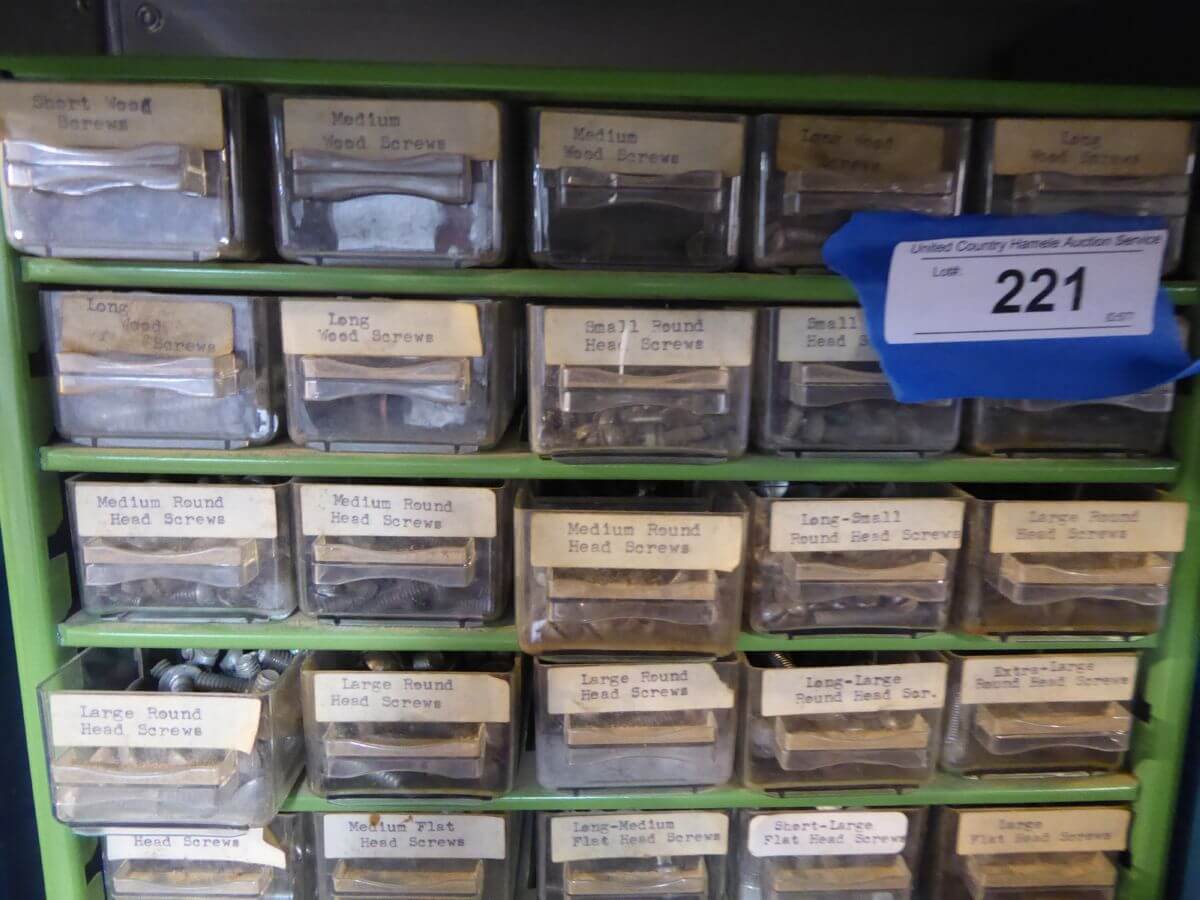 Short Wood
Screws
Medium
Wood Screws
Medium
Wood Screws
Long Wood
Screws
Long
Wood Screws
Long
Wood
Screws
Long
Wood Screws
Small Round
Head Screws
Small
Head
United Country Hamele Auction Service
Lot#:
221
Medium Round
Head Screws
Medium Round
Head Screws
Medium Round
Head Screws
Long-Small
Round Head Screws
Large Round
Head Screws
Large Round
Head Screws
Large Round
Head Screws
Large Round
Head Screws
Long-Large
Round Head Scr.
Extra-Large
Round Head Screws
Head Screws
Medium Flat
Head Screws
Long-Medium
Flat Head Screws
Short-Large
Flat Head Screws
Large
Flat Head Screws